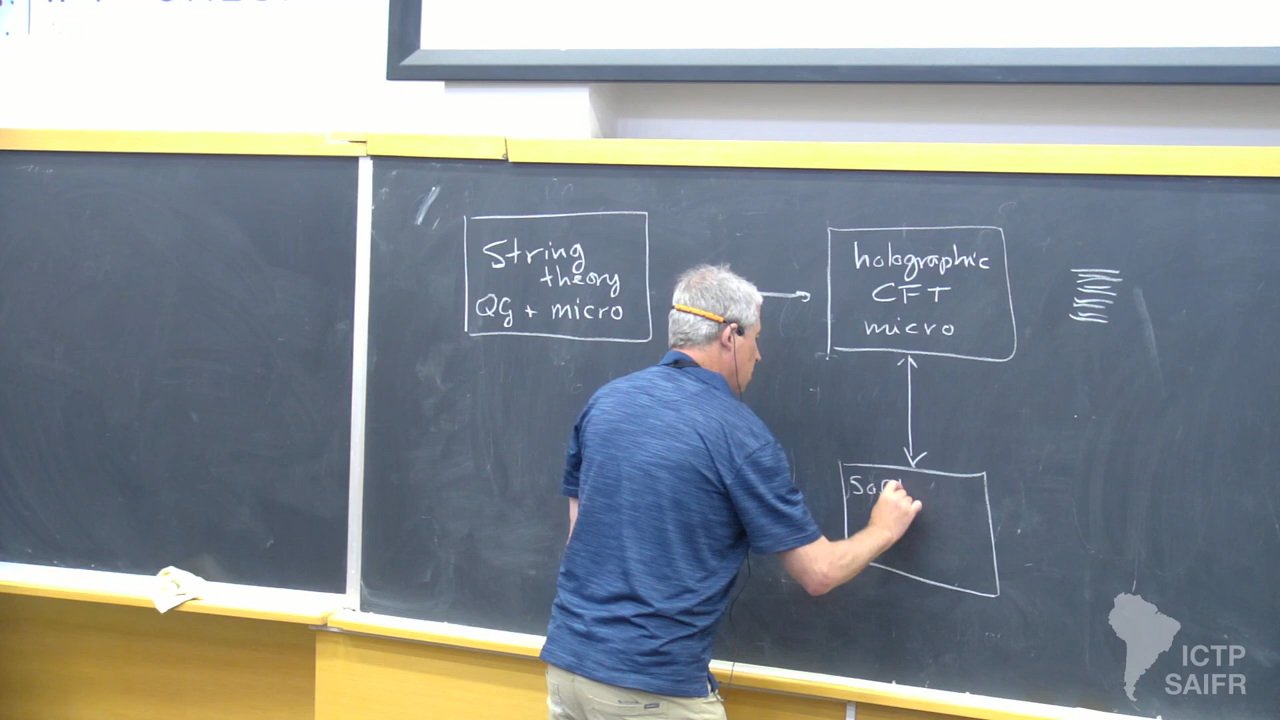 String
theory
QG + micro
holographic
CFT
micro
ICTP
SAIFR